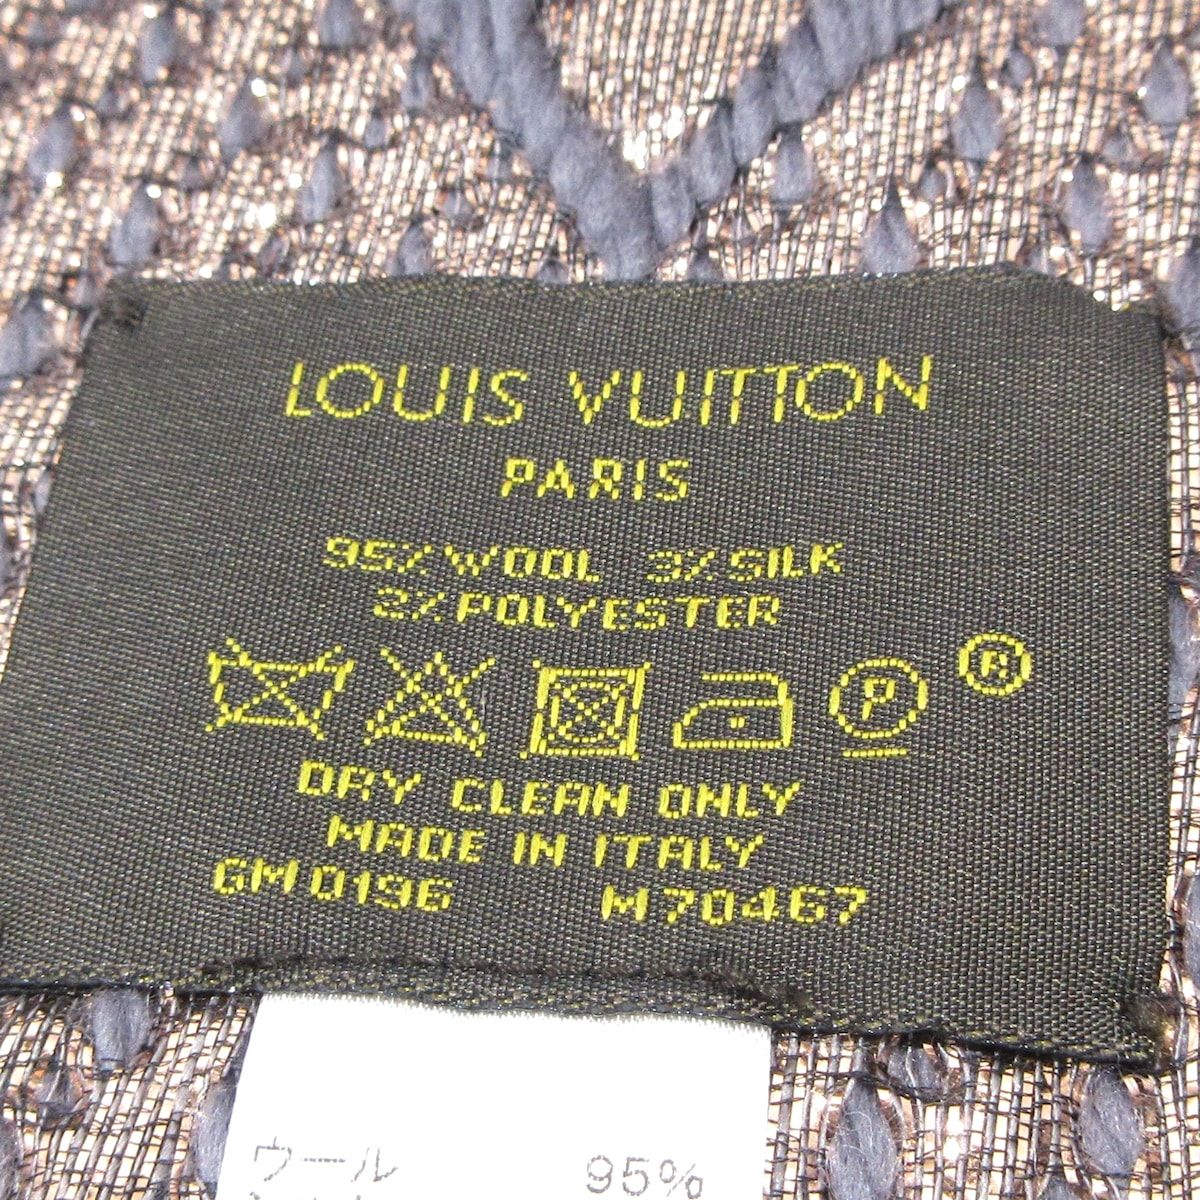 LOUIS VUITTON
PARIS
95% WOOL 3% SILK
2% POLYESTER
P ®
DRY CLEAN ONLY
MADE IN ITALY
GM0196 M70467
ウール 95%